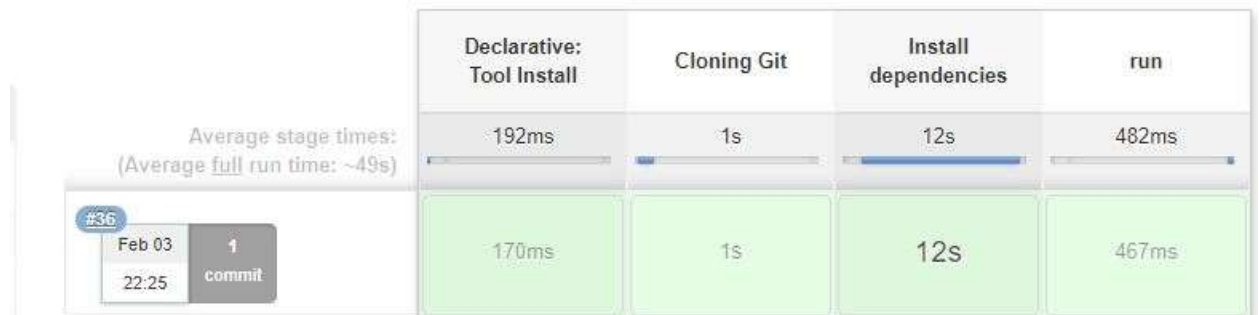 Declarative:
Tool Install
Cloning Git
Install
dependencies
run
Average stage times:
(Average full run time: ~49s)
192ms
1s
12s
482ms
#36
Feb 03
22:25
1
commit
170ms
1s
12s
467ms